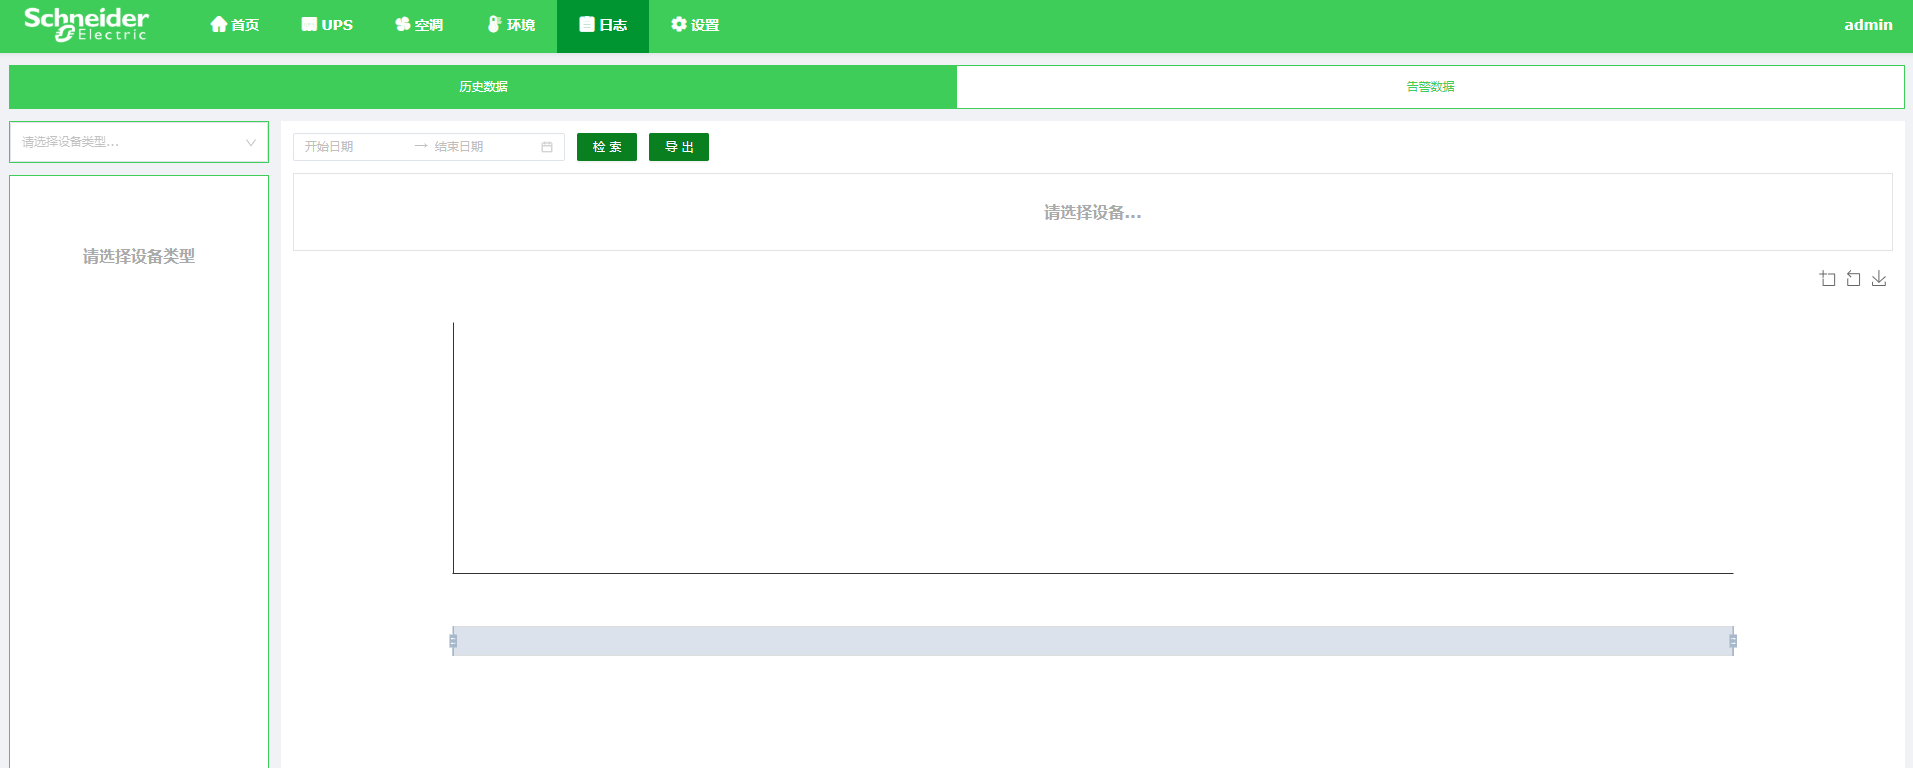 Schneider
Electric
首页
UPS
空调
环境
日志
设置
admin
历史数据
告警数据
请选择设备类型...
请选择设备类型
开始日期
结束日期
检 索
导 出
请选择设备...